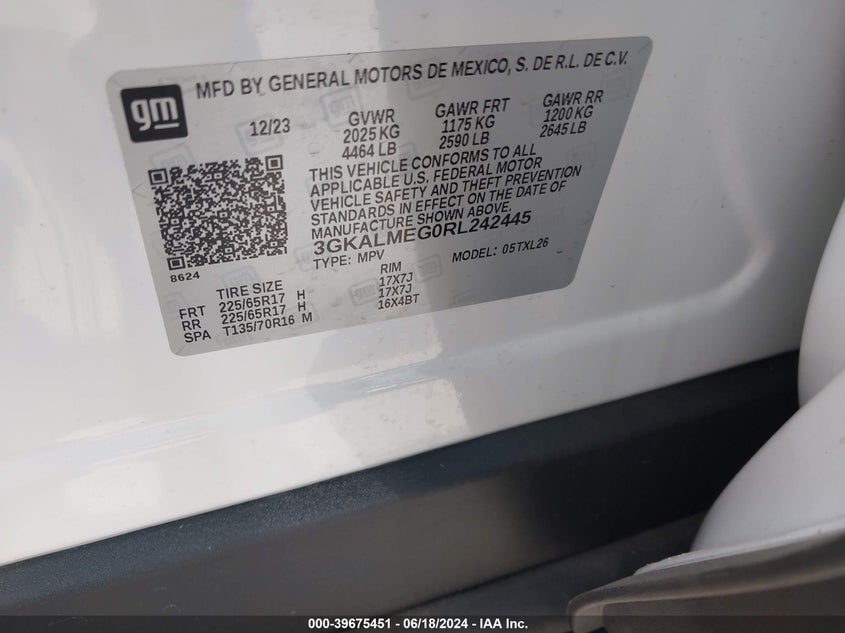 gm
MFD BY GENERAL MOTORS DE MEXICO, S. DE R.L. DE C.V.
12/23 GVWR GAWR FRT GAWR RR
2025 KG 1175 KG 1200 KG
4464 LB 2590 LB 2645 LB
THIS VEHICLE CONFORMS TO ALL
APPLICABLE U.S. FEDERAL MOTOR
VEHICLE SAFETY AND THEFT PREVENTION
STANDARDS IN EFFECT ON THE DATE OF
MANUFACTURE SHOWN ABOVE.
3GKALMEG0RL242445
TYPE: MPV MODEL: 05TXL26
8624
TIRE SIZE RIM
FRT 225/65R17 H 17X7J
RR 225/65R17 H 17X7J
SPA T135/70R16 M 16X4BT
000-39675451 - 06/18/2024 - IAA Inc.